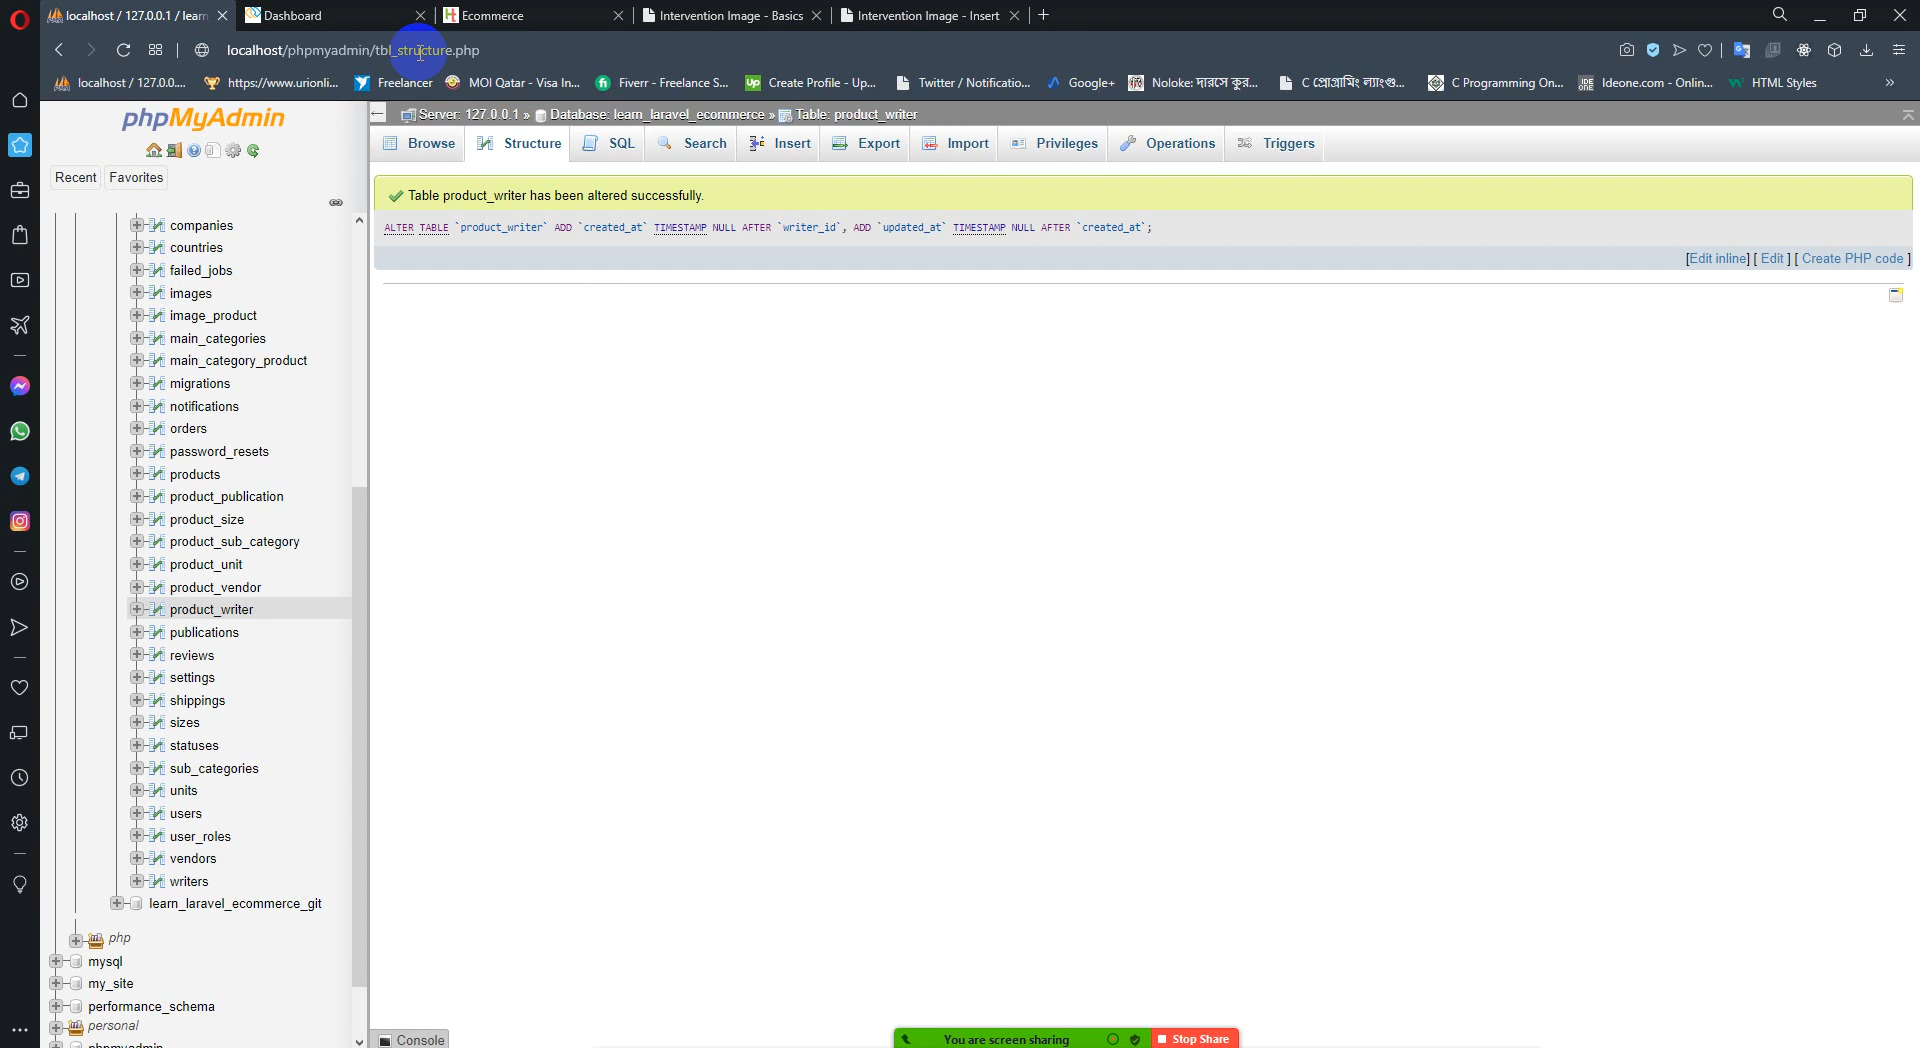 localhost / 127.0.0.1 / learn
Dashboard
Ecommerce
Intervention Image - Basics
Intervention Image - Insert
localhost/phpmyadmin/tbl_structure.php
localhost / 127.0.0....
https://www.urionli...
Freelancer
MOI Qatar - Visa In...
Fiverr - Freelance S...
Create Profile - Up...
Twitter / Notificatio...
Google+
Noloke: দারসে কুর...
C প্রোগ্রামিং ল্যাংগু...
C Programming On...
Ideone.com - Onlin...
HTML Styles
phpMyAdmin
Recent
Favorites
companies
countries
failed_jobs
images
image_product
main_categories
main_category_product
migrations
notifications
orders
password_resets
products
product_publication
product_size
product_sub_category
product_unit
product_vendor
product_writer
publications
reviews
settings
shippings
sizes
statuses
sub_categories
units
users
user_roles
vendors
writers
learn_laravel_ecommerce_git
php
mysql
my_site
performance_schema
personal
phpmyadmin
Server: 127.0.0.1 » Database: learn_laravel_ecommerce » Table: product_writer
Browse
Structure
SQL
Search
Insert
Export
Import
Privileges
Operations
Triggers
Table product_writer has been altered successfully.
ALTER TABLE `product_writer` ADD `created_at` TIMESTAMP NULL AFTER `writer_id`, ADD `updated_at` TIMESTAMP NULL AFTER `created_at`;
[Edit inline] [ Edit ] [ Create PHP code ]
Console
You are screen sharing
Stop Share